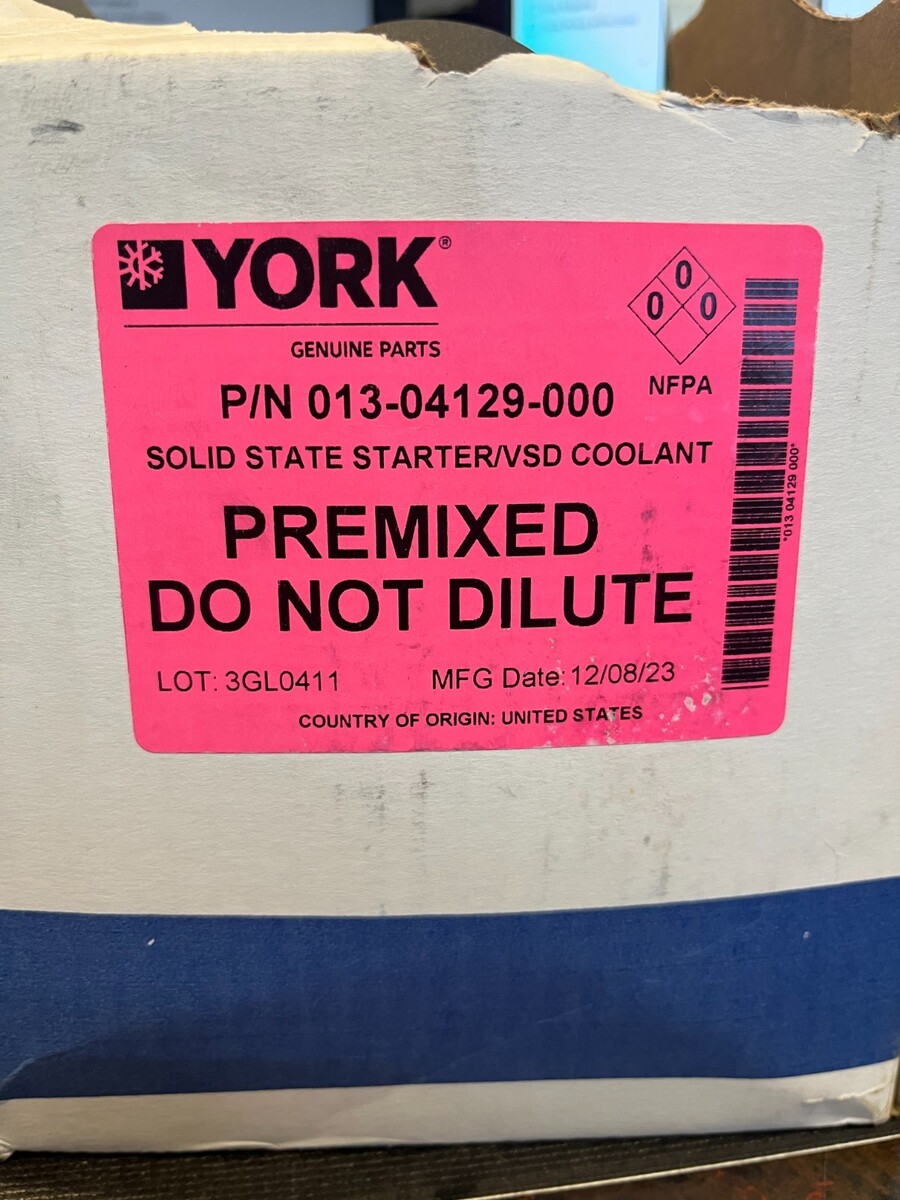 YORK®
GENUINE PARTS
0
0 0
NFPA
P/N 013-04129-000
SOLID STATE STARTER/VSD COOLANT
PREMIXED
DO NOT DILUTE
LOT: 3GL0411 MFG Date: 12/08/23
COUNTRY OF ORIGIN: UNITED STATES
*013 04129 000*